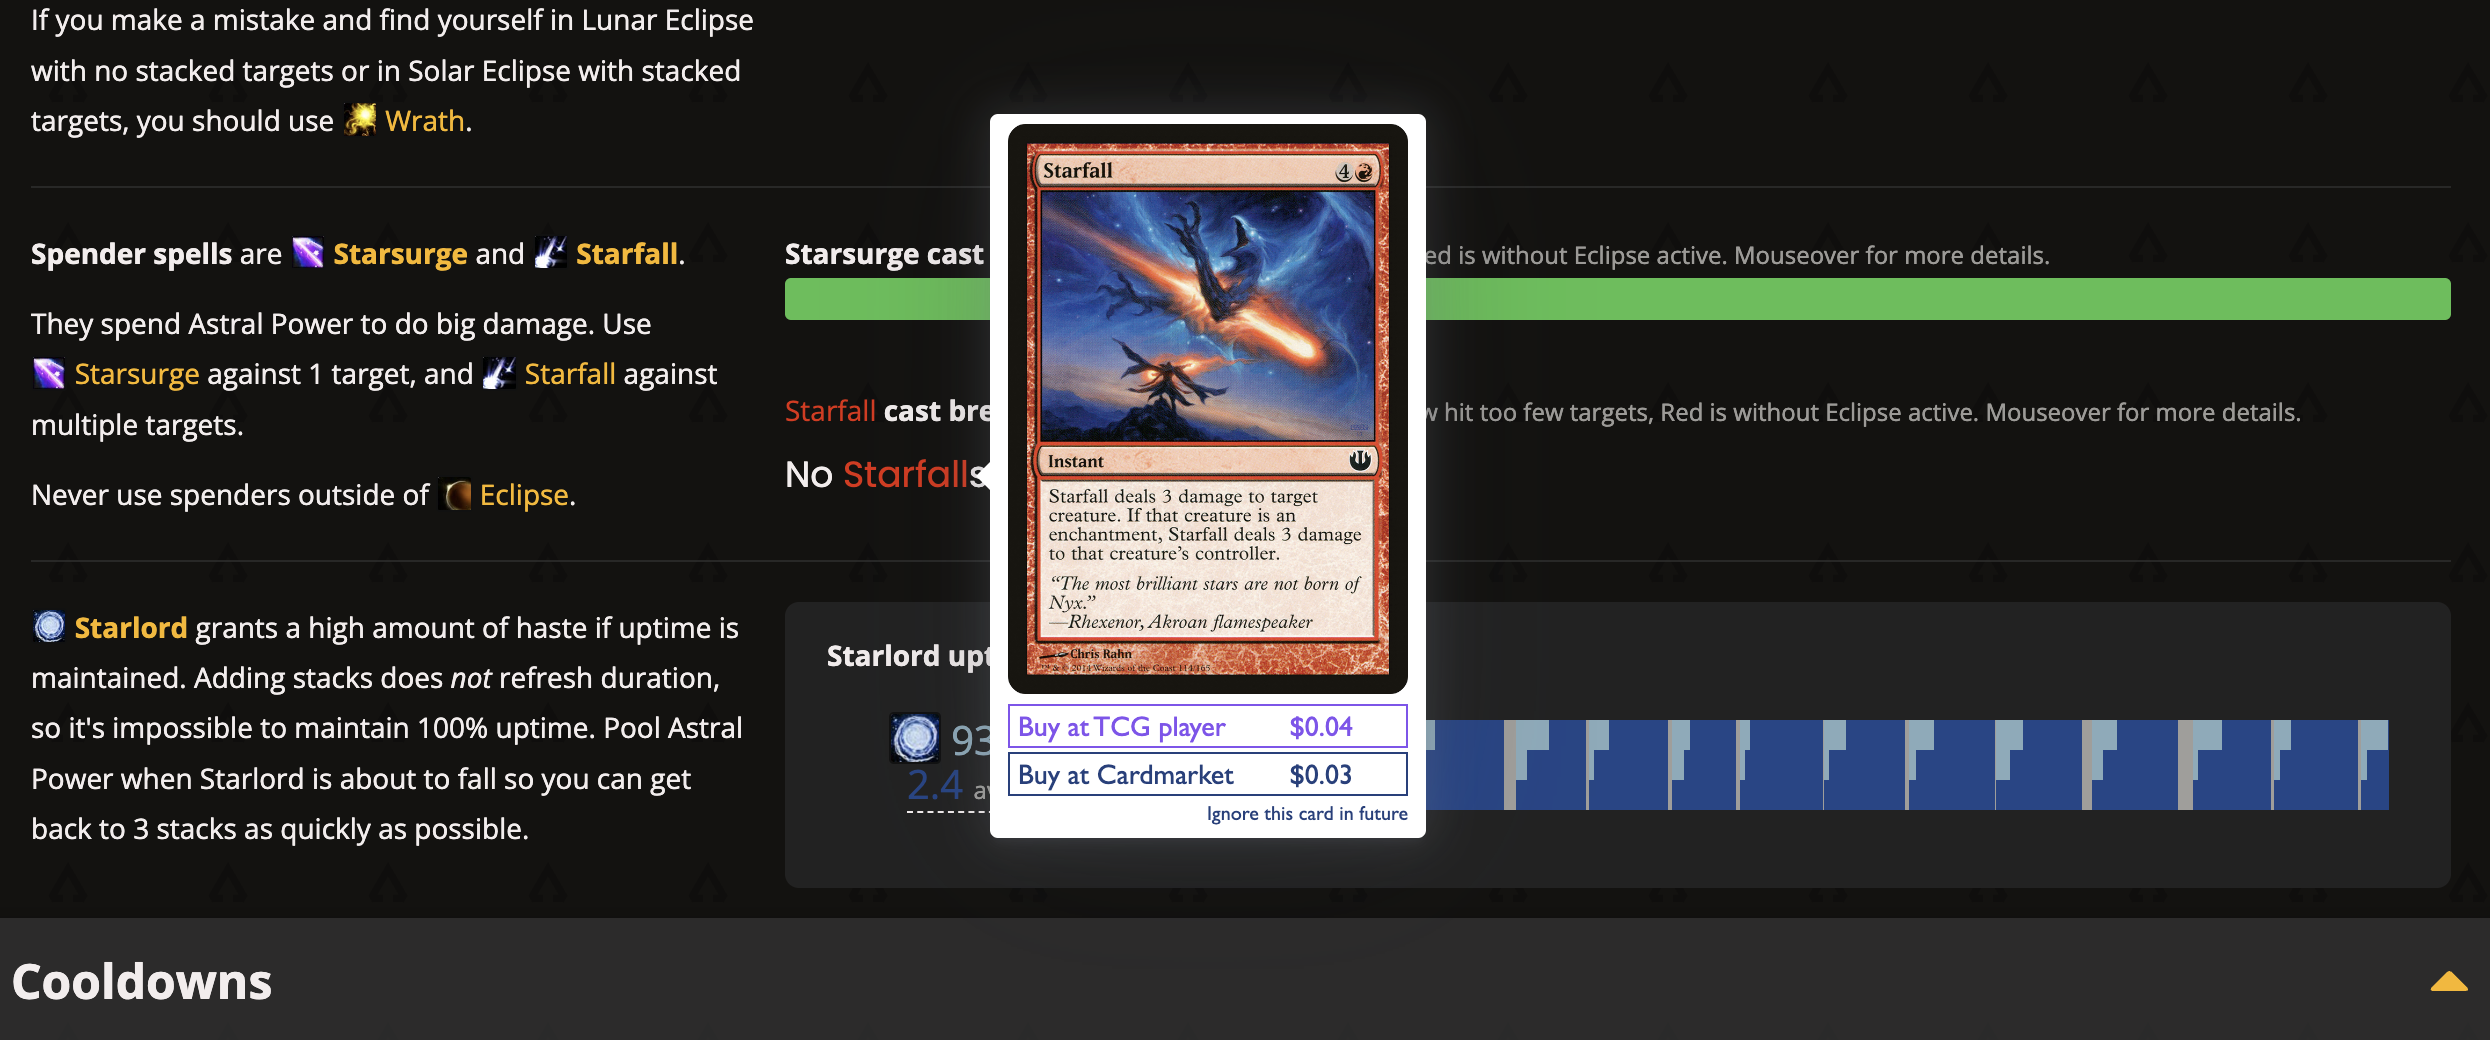 If you make a mistake and find yourself in Lunar Eclipse
with no stacked targets or in Solar Eclipse with stacked
targets, you should use Wrath.
Spender spells are Starsurge and Starfall.
They spend Astral Power to do big damage. Use
Starsurge against 1 target, and Starfall against
multiple targets.
Never use spenders outside of Eclipse.
Starsurge cast
ed is without Eclipse active. Mouseover for more details.
Starfall cast bre
w hit too few targets, Red is without Eclipse active. Mouseover for more details.
No Starfalls
Starfall
4
Instant
Starfall deals 3 damage to target
creature. If that creature is an
enchantment, Starfall deals 3 damage
to that creature's controller.
"The most brilliant stars are not born of
Nyx."
—Rhexenor, Akroan flamespeaker
Chris Rahn
™ & © 2014 Wizards of the Coast 114/165
Buy at TCG player $0.04
Buy at Cardmarket $0.03
Ignore this card in future
Starlord grants a high amount of haste if uptime is
maintained. Adding stacks does not refresh duration,
so it's impossible to maintain 100% uptime. Pool Astral
Power when Starlord is about to fall so you can get
back to 3 stacks as quickly as possible.
Starlord upt
93
2.4 av
Cooldowns